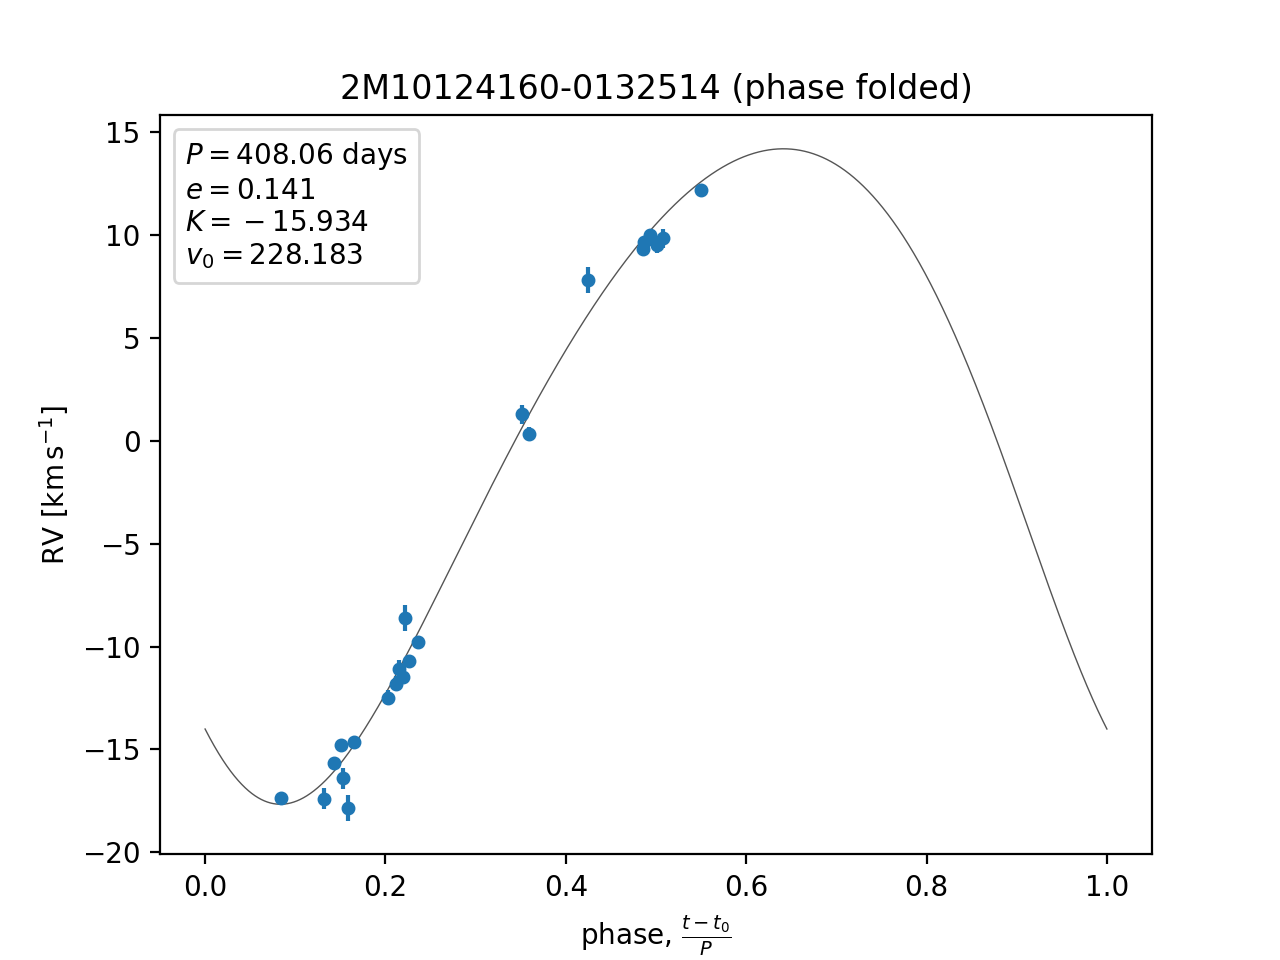 2M10124160-0132514 (phase folded)
P = 408.06 days
e = 0.141
K = −15.934
v₀ = 228.183
15
10
5
0
−5
−10
−15
−20
RV [km s⁻¹]
0.0 0.2 0.4 0.6 0.8 1.0
phase, (t − t₀)/P